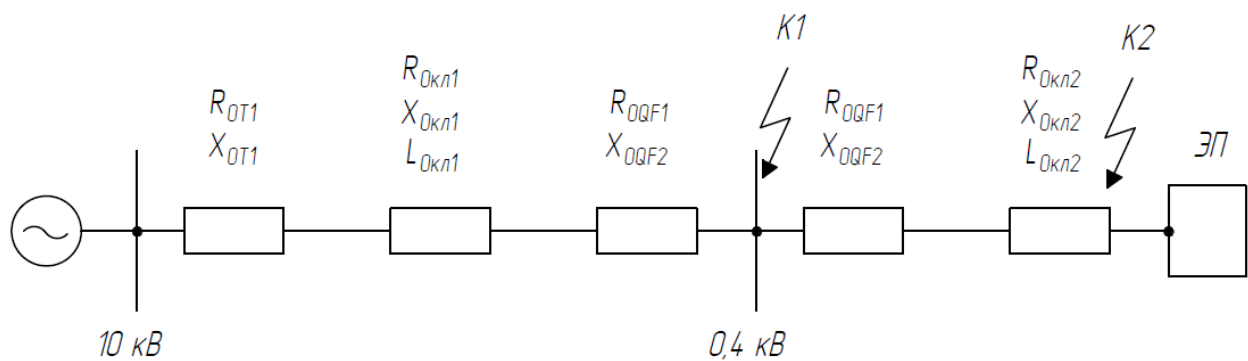 K1
K2
R0кл1
X0кл1
L0кл1
R0кл2
X0кл2
L0кл2
R0T1
X0T1
R0QF1
X0QF2
R0QF1
X0QF2
ЭП
10 кВ
0,4 кВ